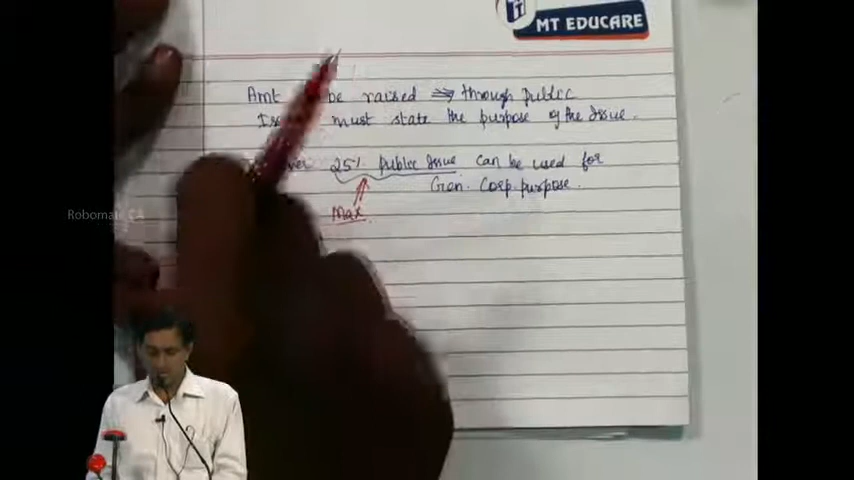 MT EDUCARE
Amt be raised ⇒ through public
must state the purpose of the Issue.
25% public Issue can be used for
Gen. Corp. purpose.
Max.
Robomate CA